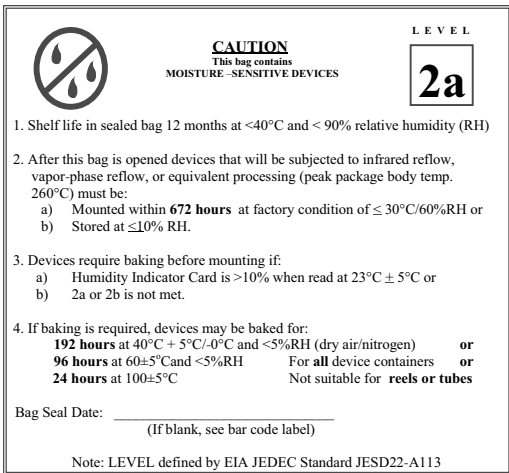 L E V E L
CAUTION
This bag contains
MOISTURE –SENSITIVE DEVICES
2a
1. Shelf life in sealed bag 12 months at <40°C and < 90% relative humidity (RH)
2. After this bag is opened devices that will be subjected to infrared reflow,
vapor-phase reflow, or equivalent processing (peak package body temp.
260°C) must be:
a) Mounted within 672 hours at factory condition of ≤ 30°C/60%RH or
b) Stored at ≤10% RH.
3. Devices require baking before mounting if:
a) Humidity Indicator Card is >10% when read at 23°C ± 5°C or
b) 2a or 2b is not met.
4. If baking is required, devices may be baked for:
192 hours at 40°C + 5°C/-0°C and <5%RH (dry air/nitrogen) or
96 hours at 60±5°Cand <5%RH For all device containers or
24 hours at 100±5°C Not suitable for reels or tubes
Bag Seal Date: ______________________________
(If blank, see bar code label)
Note: LEVEL defined by EIA JEDEC Standard JESD22-A113